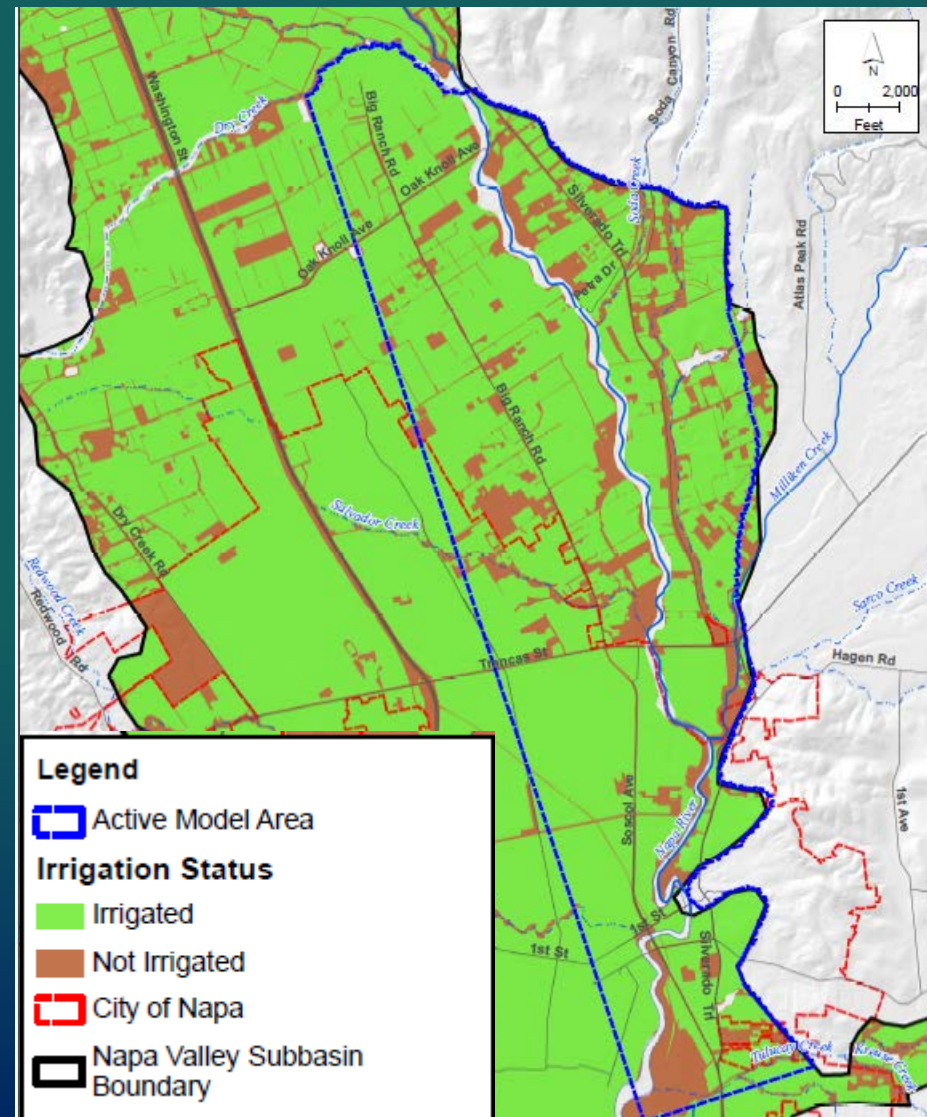 Soda Canyon Rd
N
0 2,000
Feet
Washington St
Dry Creek
Big Ranch Rd
Oak Knoll Ave
Oak Knoll Ave
Silverado Trl
Soda Creek
Petra Dr
Atlas Peak Rd
Milliken Creek
Big Ranch Rd
Salvador Creek
Dry Creek Rd
Redwood Creek
Redwood Rd
Sarco Creek
Trancas St
Hagen Rd
1st Ave
Soscol Ave
Napa River
1st St
1st St
Silverado Trl
Tulucay Creek
Kreuse Creek
Legend
Active Model Area
Irrigation Status
Irrigated
Not Irrigated
City of Napa
Napa Valley Subbasin
Boundary